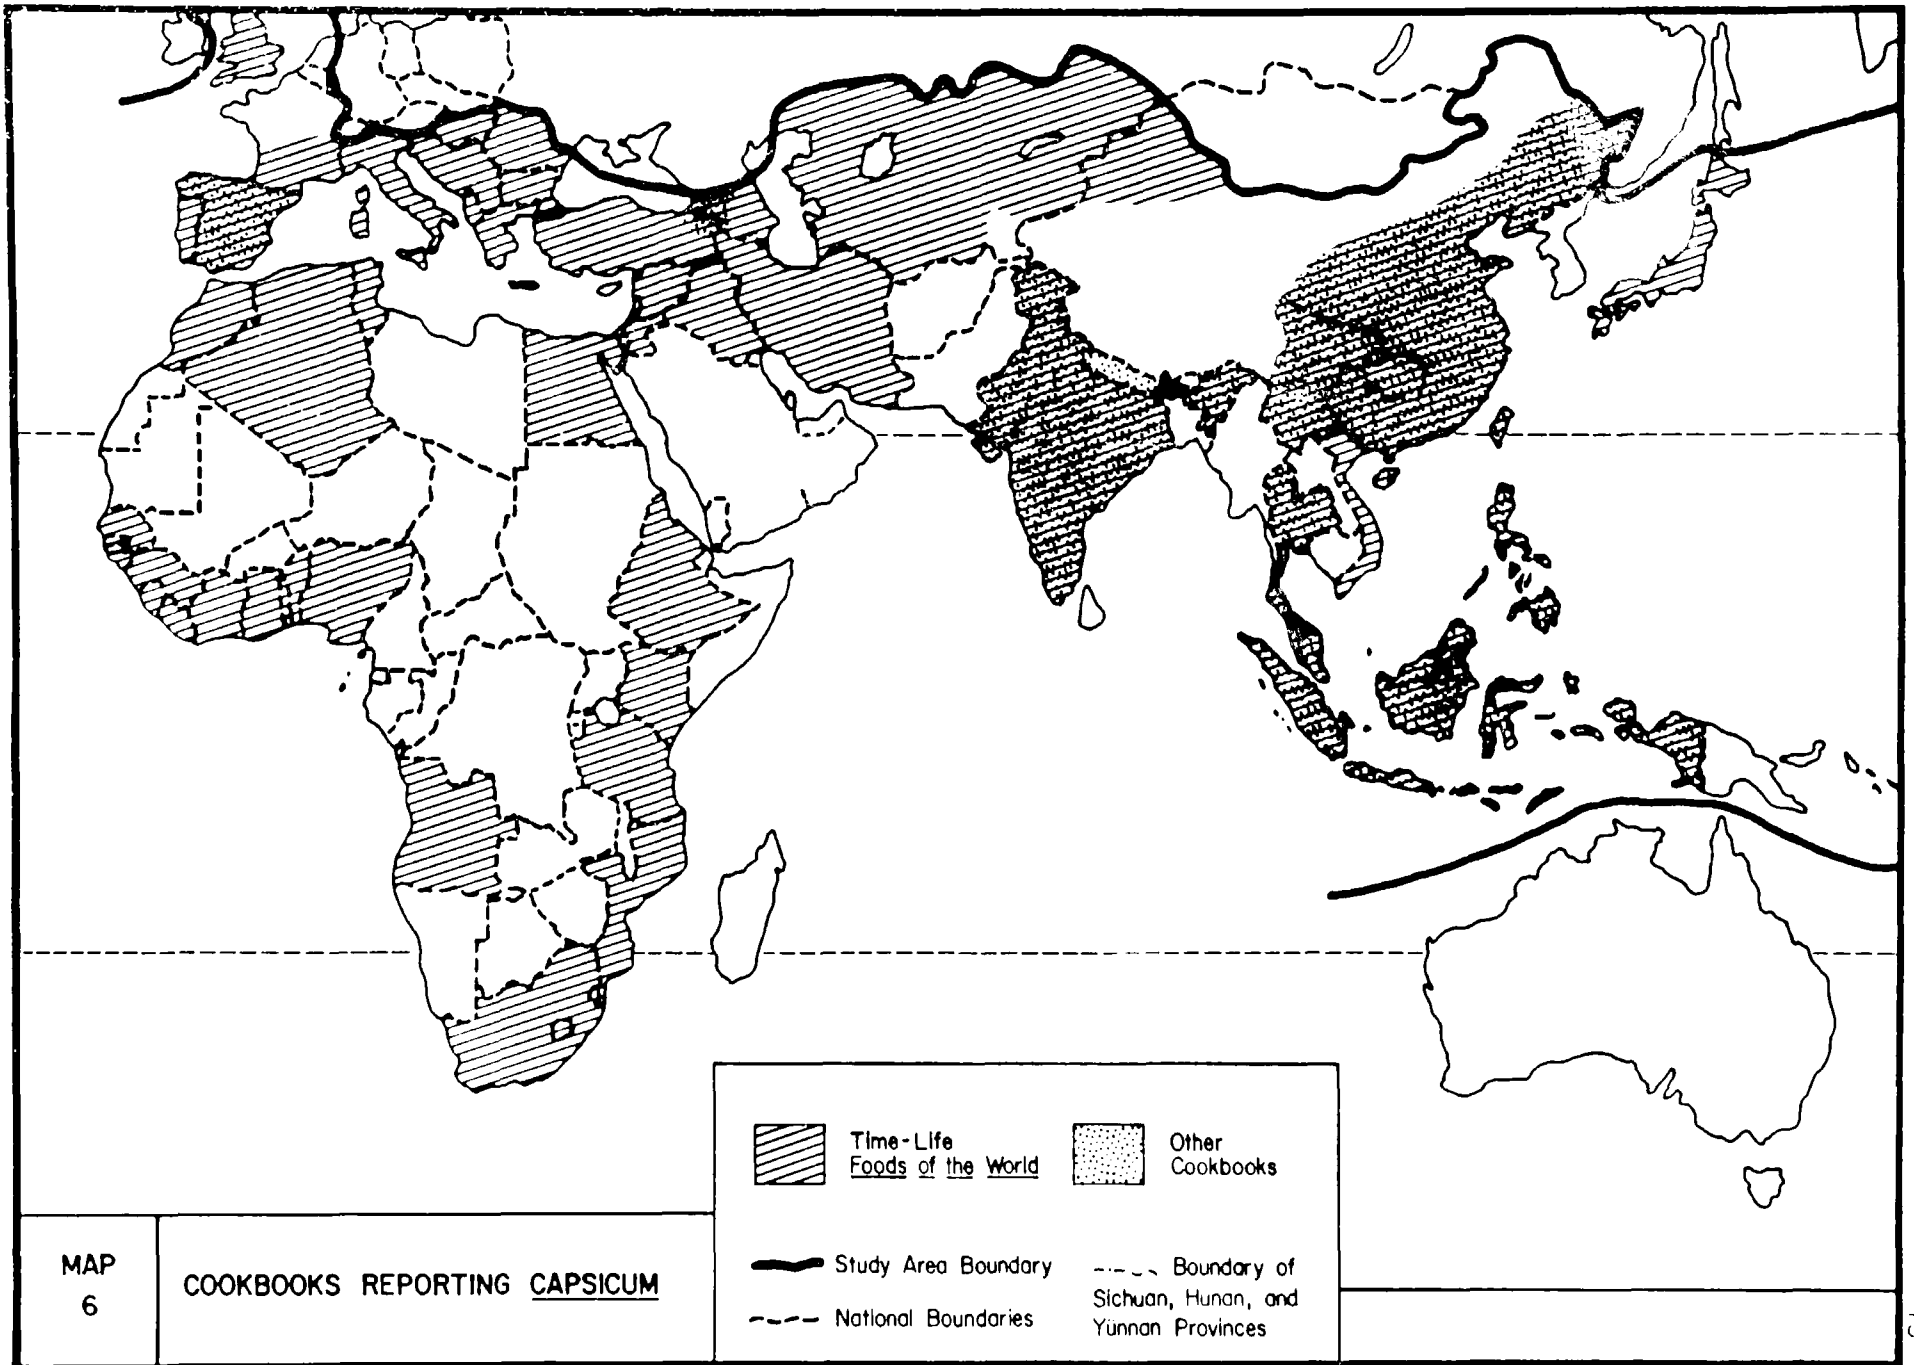 Time-Life
Foods of the World
Other
Cookbooks
Study Area Boundary
National Boundaries
Boundary of
Sichuan, Hunan, and
Yünnan Provinces
MAP
6
COOKBOOKS REPORTING CAPSICUM